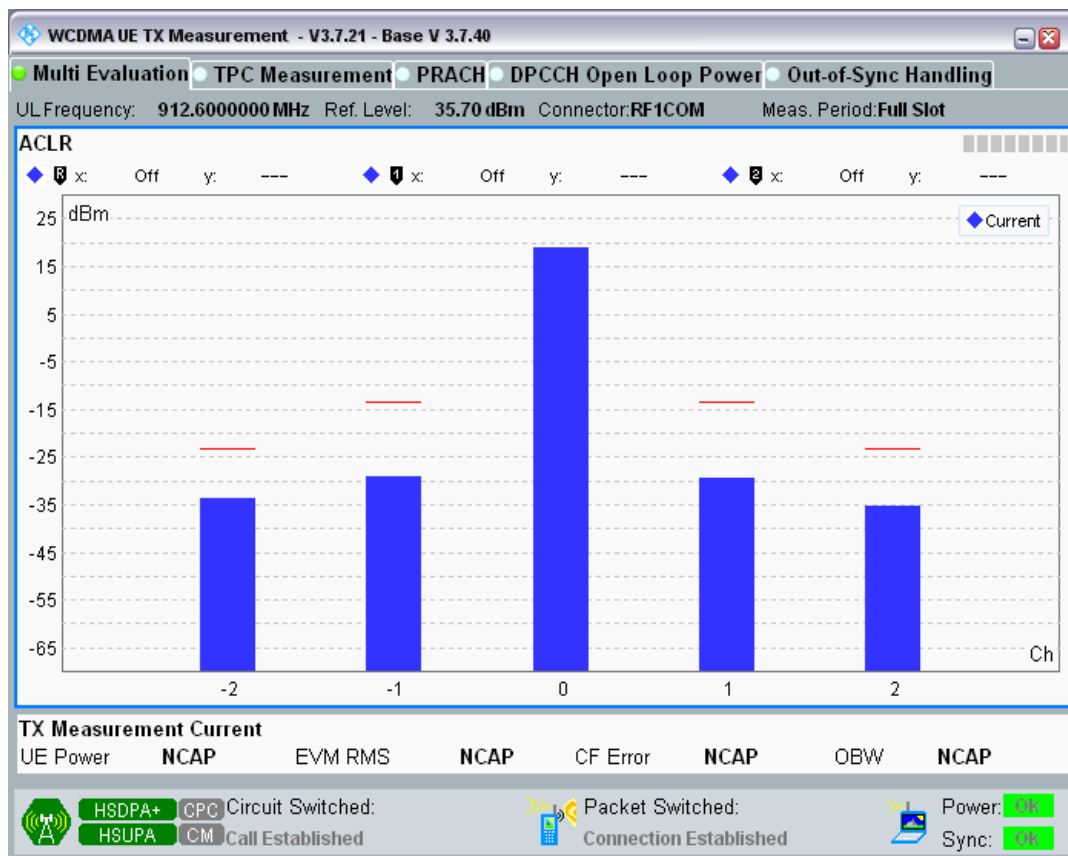 WCDMA UE TX Measurement - V3.7.21 - Base V 3.7.40
Multi Evaluation TPC Measurement PRACH DPCCH Open Loop Power Out-of-Sync Handling
UL Frequency: 912.6000000 MHz Ref. Level: 35.70 dBm Connector:RF1COM Meas. Period:Full Slot
ACLR
R x: Off y: --- 1 x: Off y: --- 2 x: Off y: ---
25 dBm
Current
15
5
-5
-15
-25
-35
-45
-55
-65
Ch
-2 -1 0 1 2
TX Measurement Current
UE Power NCAP EVM RMS NCAP CF Error NCAP OBW NCAP
HSDPA+ CPC Circuit Switched: Packet Switched: Power: OK
HSUPA CM Call Established Connection Established Sync: OK